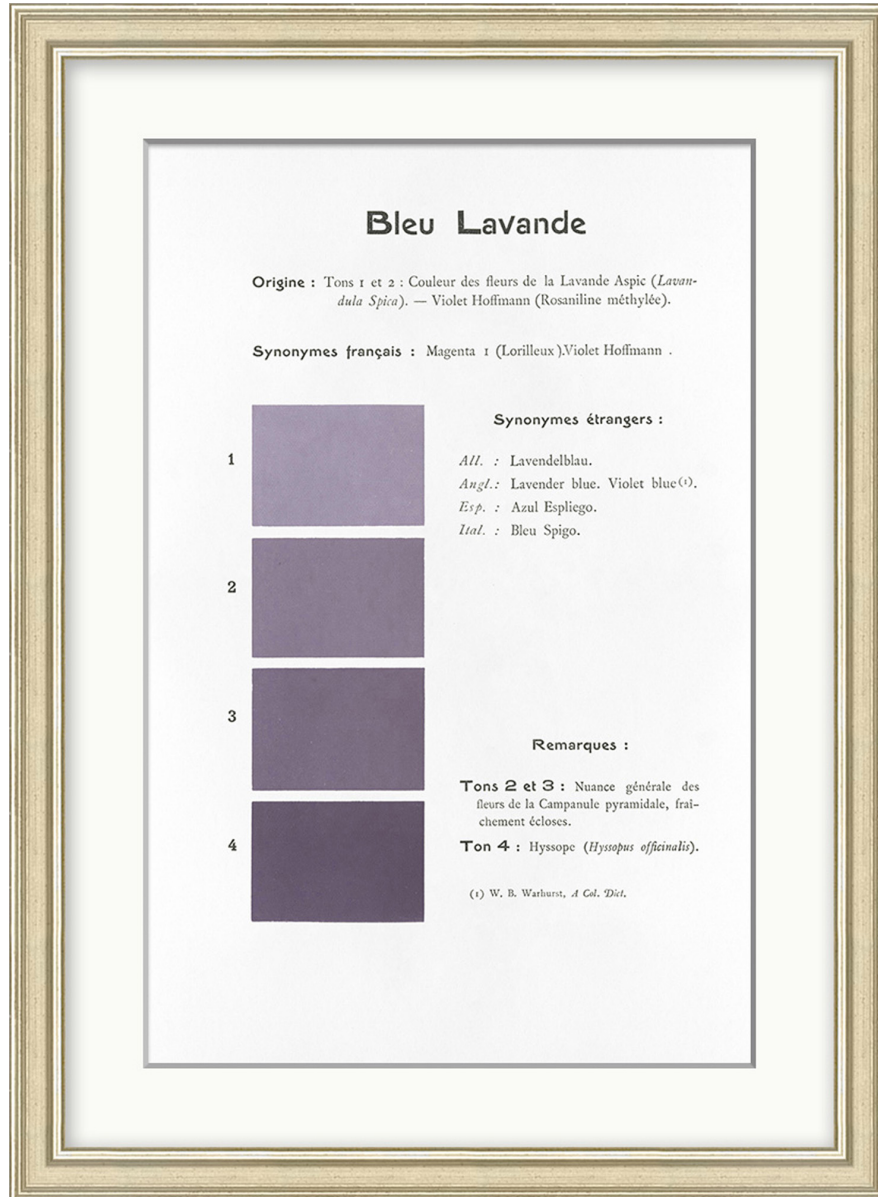 Bleu Lavande
Origine : Tons 1 et 2 : Couleur des fleurs de la Lavande Aspic (Lavan-
dula Spica). — Violet Hoffmann (Rosaniline méthylée).
Synonymes français : Magenta 1 (Lorilleux).Violet Hoffmann .
1
2
3
4
Synonymes étrangers :
All. : Lavendelblau.
Angl.: Lavender blue. Violet blue(1).
Esp. : Azul Espliego.
Ital. : Bleu Spigo.
Remarques :
Tons 2 et 3 : Nuance générale des
fleurs de la Campanule pyramidale, fraî-
chement écloses.
Ton 4 : Hyssope (Hyssopus officinalis).
(1) W. B. Warhurst, A Col. Dict.